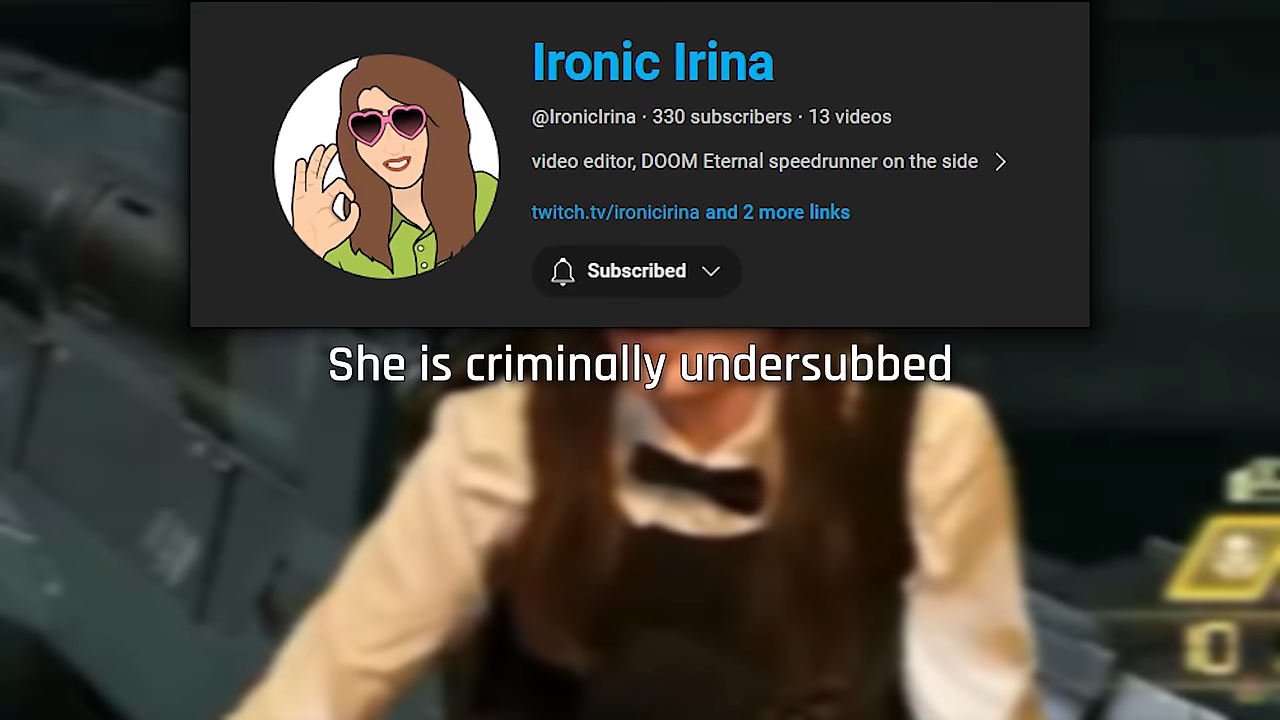 Ironic Irina
@IronicIrina · 330 subscribers · 13 videos
video editor, DOOM Eternal speedrunner on the side
twitch.tv/ironicirina and 2 more links
Subscribed
She is criminally undersubbed